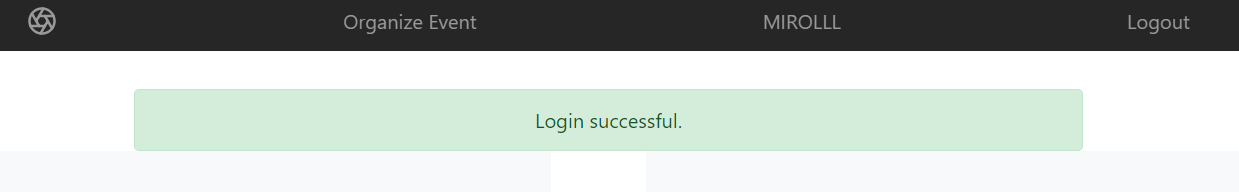 Organize Event MIROLLL Logout
Login successful.